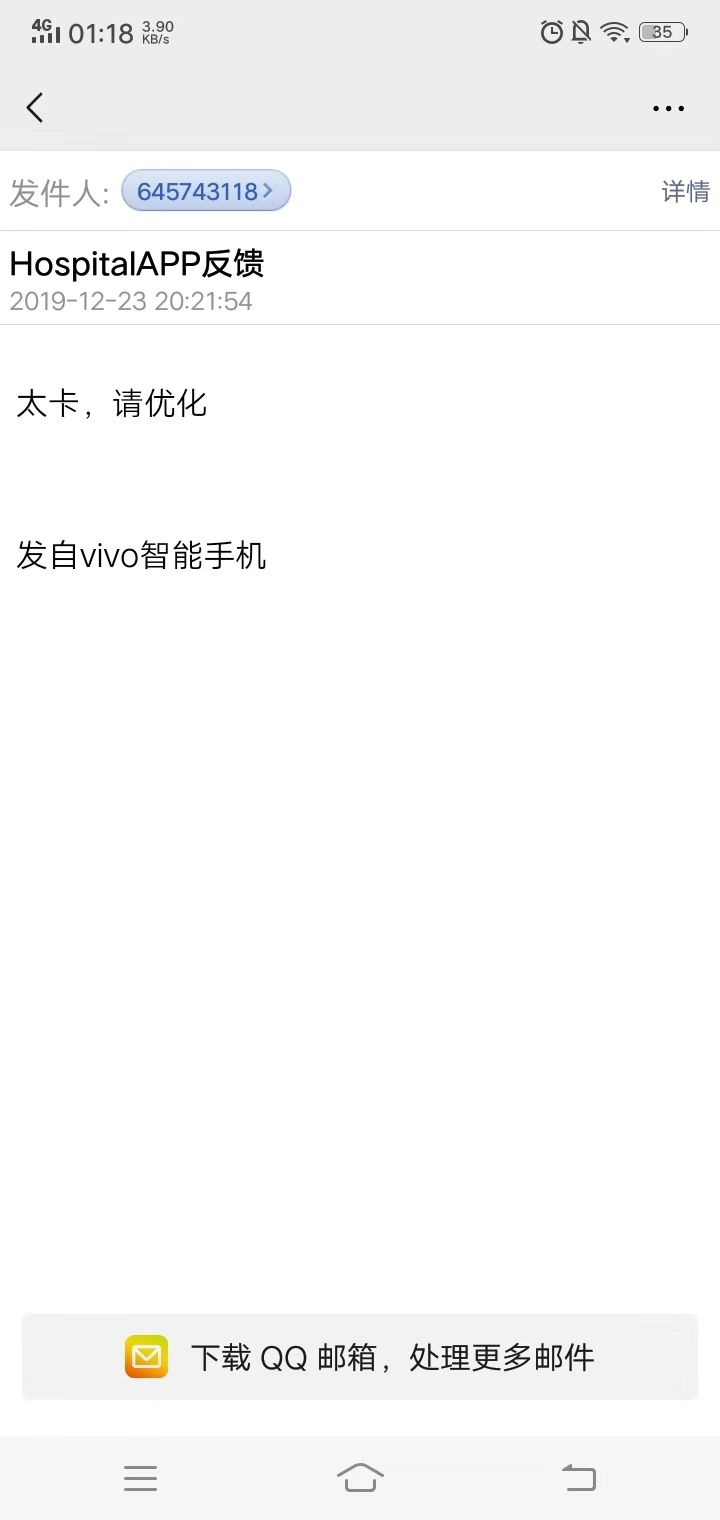 4G 01:18 3.90 KB/s 35
发件人: 645743118
详情
HospitalAPP反馈
2019-12-23 20:21:54
太卡，请优化
发自vivo智能手机
下载 QQ 邮箱，处理更多邮件